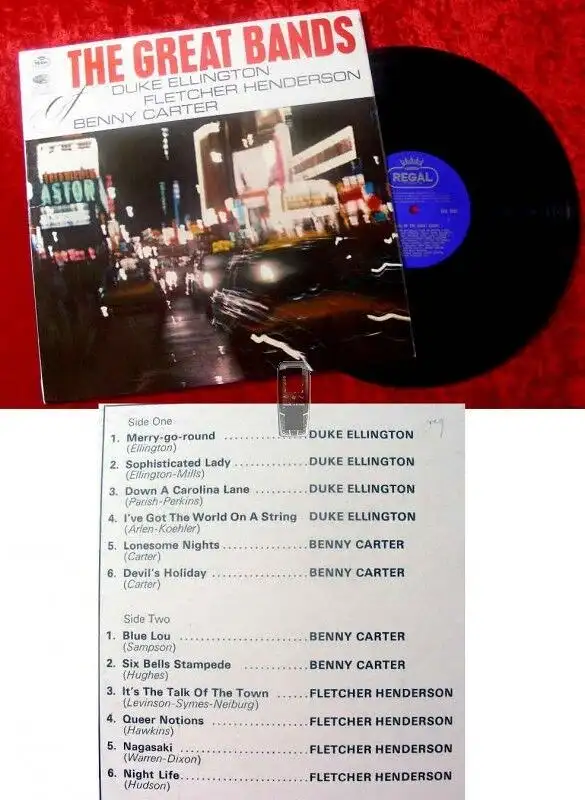 THE GREAT BANDS
of DUKE ELLINGTON
FLETCHER HENDERSON
BENNY CARTER
ASTOR
REGAL
Side One
1. Merry-go-round .................. DUKE ELLINGTON
(Ellington)
2. Sophisticated Lady ................ DUKE ELLINGTON
(Ellington-Mills)
3. Down A Carolina Lane ........... DUKE ELLINGTON
(Parish-Perkins)
4. I've Got The World On A String DUKE ELLINGTON
(Arlen-Koehler)
5. Lonesome Nights ................ BENNY CARTER
(Carter)
6. Devil's Holiday .................. BENNY CARTER
(Carter)
Side Two
1. Blue Lou ........................ BENNY CARTER
(Sampson)
2. Six Bells Stampede .............. BENNY CARTER
(Hughes)
3. It's The Talk Of The Town ...... FLETCHER HENDERSON
(Levinson-Symes-Neiburg)
4. Queer Notions .................. FLETCHER HENDERSON
(Hawkins)
5. Nagasaki ........................ FLETCHER HENDERSON
(Warren-Dixon)
6. Night Life ...................... FLETCHER HENDERSON
(Hudson)